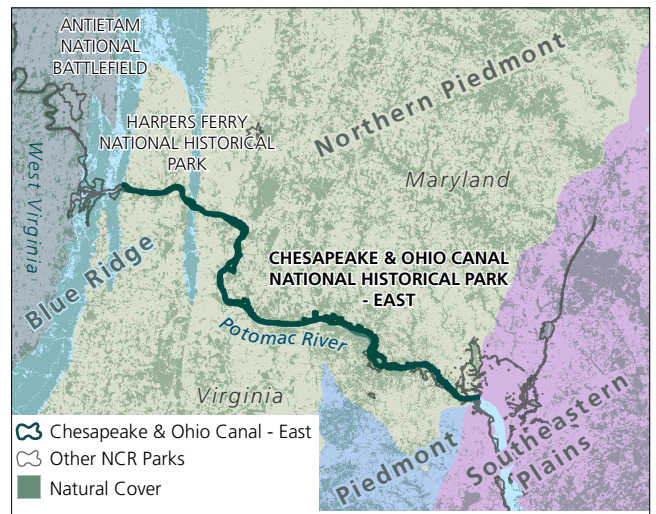 ANTIETAM
NATIONAL
BATTLEFIELD
Northern Piedmont
HARPERS FERRY
NATIONAL HISTORICAL
PARK
West Virginia
Maryland
Blue Ridge
CHESAPEAKE & OHIO CANAL
NATIONAL HISTORICAL PARK
- EAST
Potomac River
Virginia
Piedmont
Southeastern
Plains
Chesapeake & Ohio Canal - East
Other NCR Parks
Natural Cover